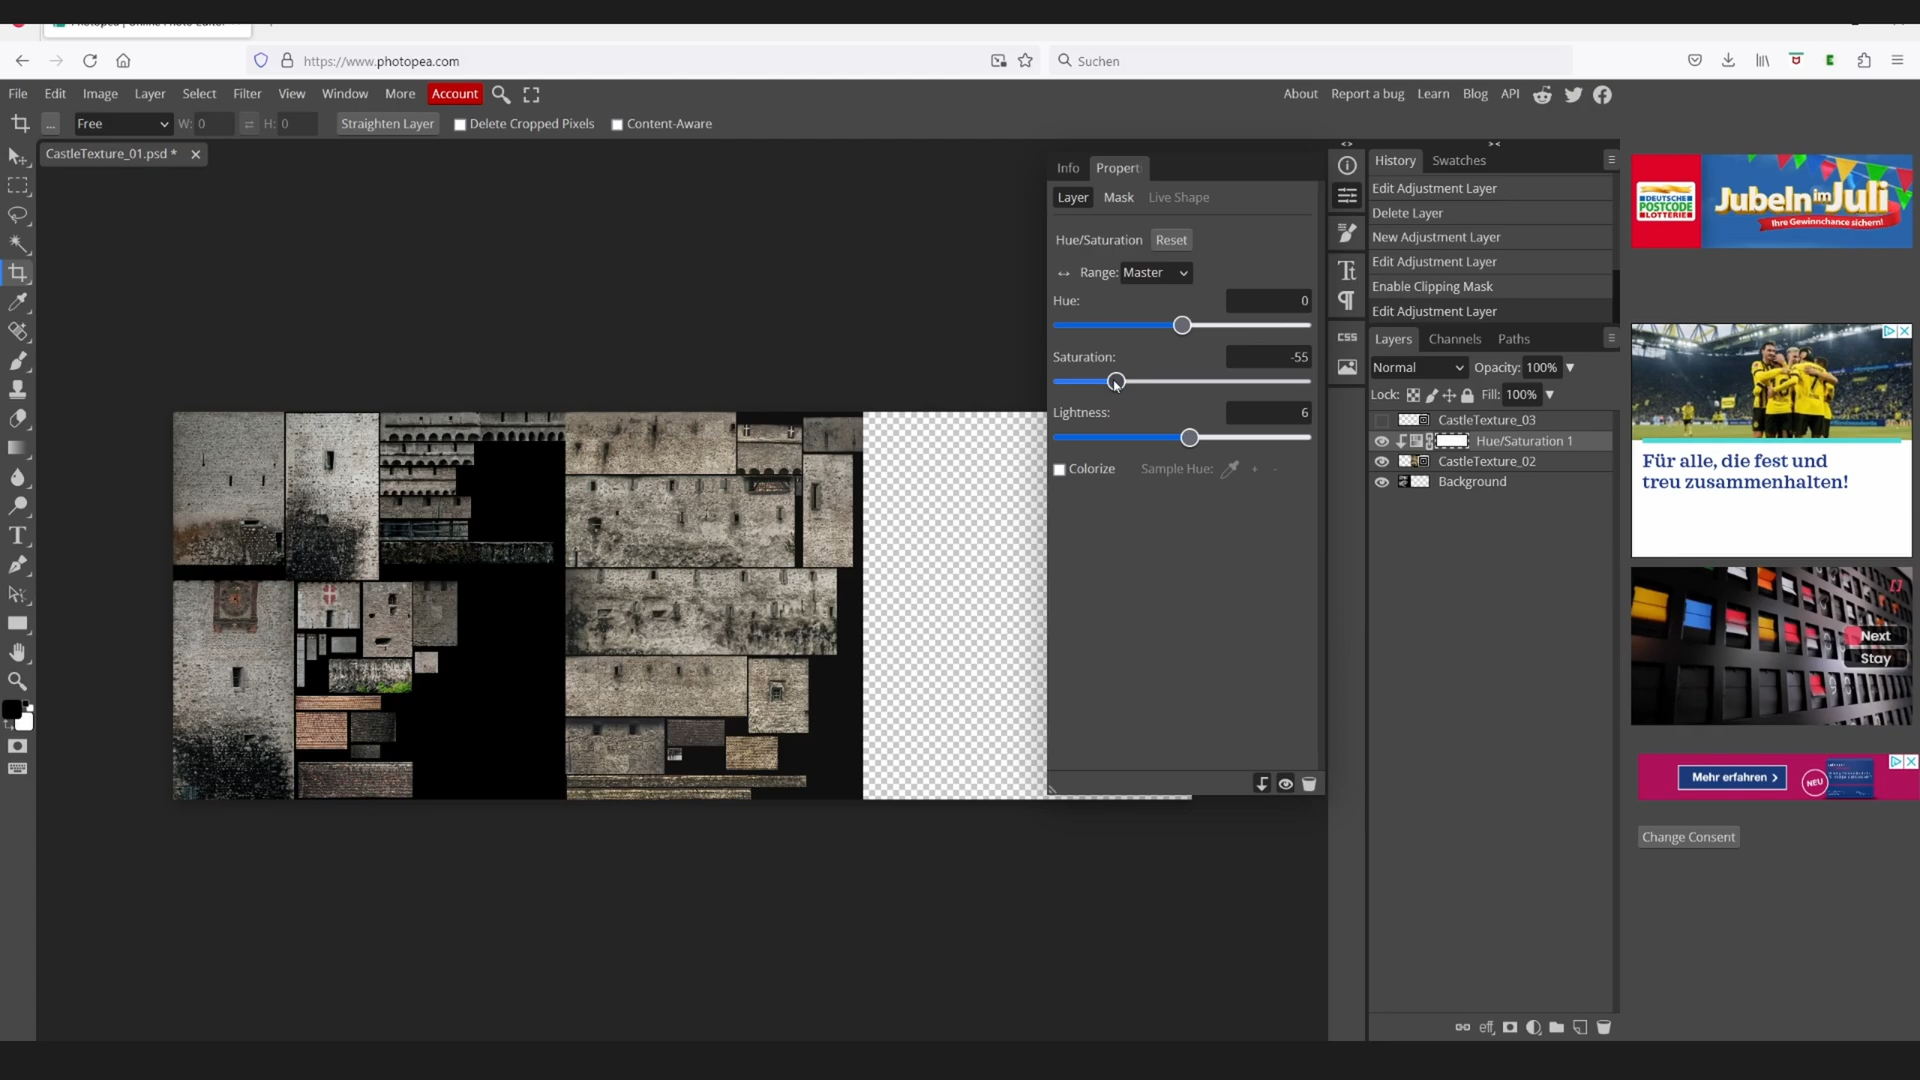 https://www.photopea.com
Suchen
File Edit Image Layer Select Filter View Window More Account
About Report a bug Learn Blog API
... Free W: 0 H: 0 Straighten Layer Delete Cropped Pixels Content-Aware
CastleTexture_01.psd *
Info Properti
Layer Mask Live Shape
Hue/Saturation Reset
Range: Master
Hue: 0
Saturation: -55
Lightness: 6
Colorize Sample Hue: + -
CSS
History Swatches
Edit Adjustment Layer
Delete Layer
New Adjustment Layer
Edit Adjustment Layer
Enable Clipping Mask
Edit Adjustment Layer
Layers Channels Paths
Normal Opacity: 100%
Lock: Fill: 100%
CastleTexture_03
Hue/Saturation 1
CastleTexture_02
Background
eff
DEUTSCHE
POSTCODE
LOTTERIE
Jubeln im Juli
Ihre Gewinnchance sichern!
Für alle, die fest und
treu zusammenhalten!
Next
Stay
Mehr erfahren
NEU
Change Consent